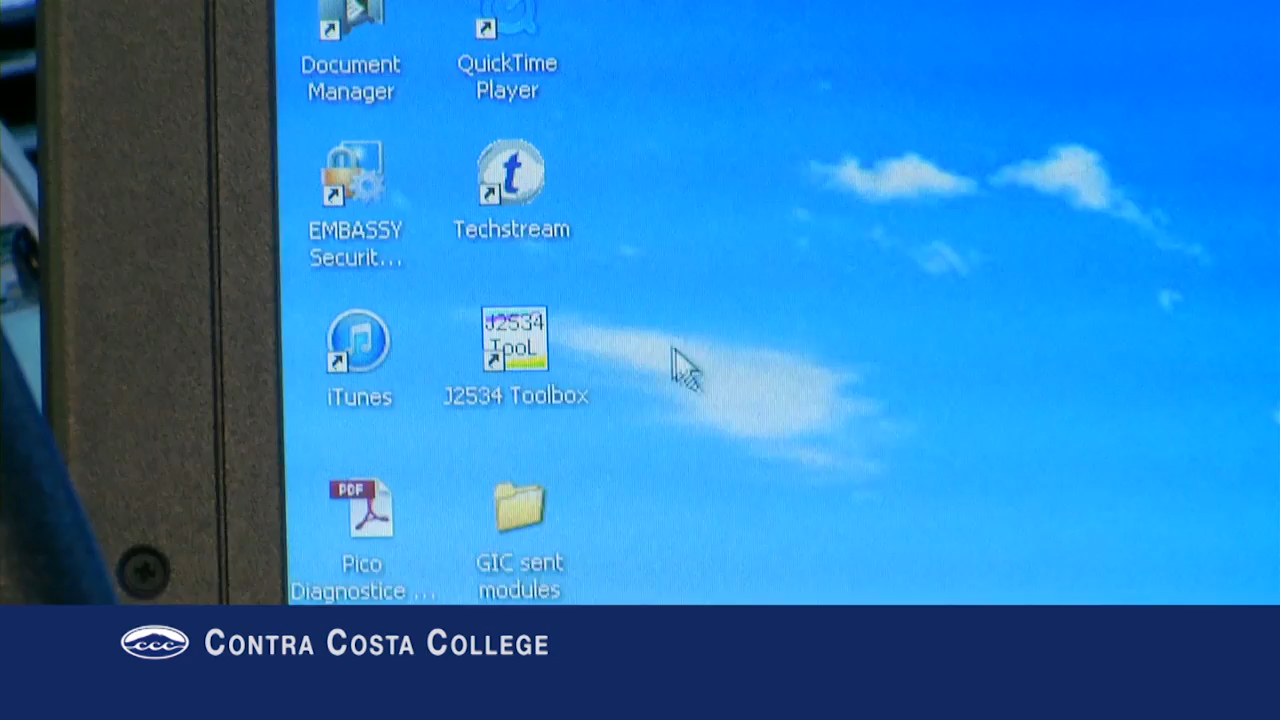 Document
Manager
QuickTime
Player
EMBASSY
Securit...
t
Techstream
iTunes
J2534
TooL
J2534 Toolbox
PDF
Pico
Diagnostice ...
GIC sent
modules
ccc CONTRA COSTA COLLEGE